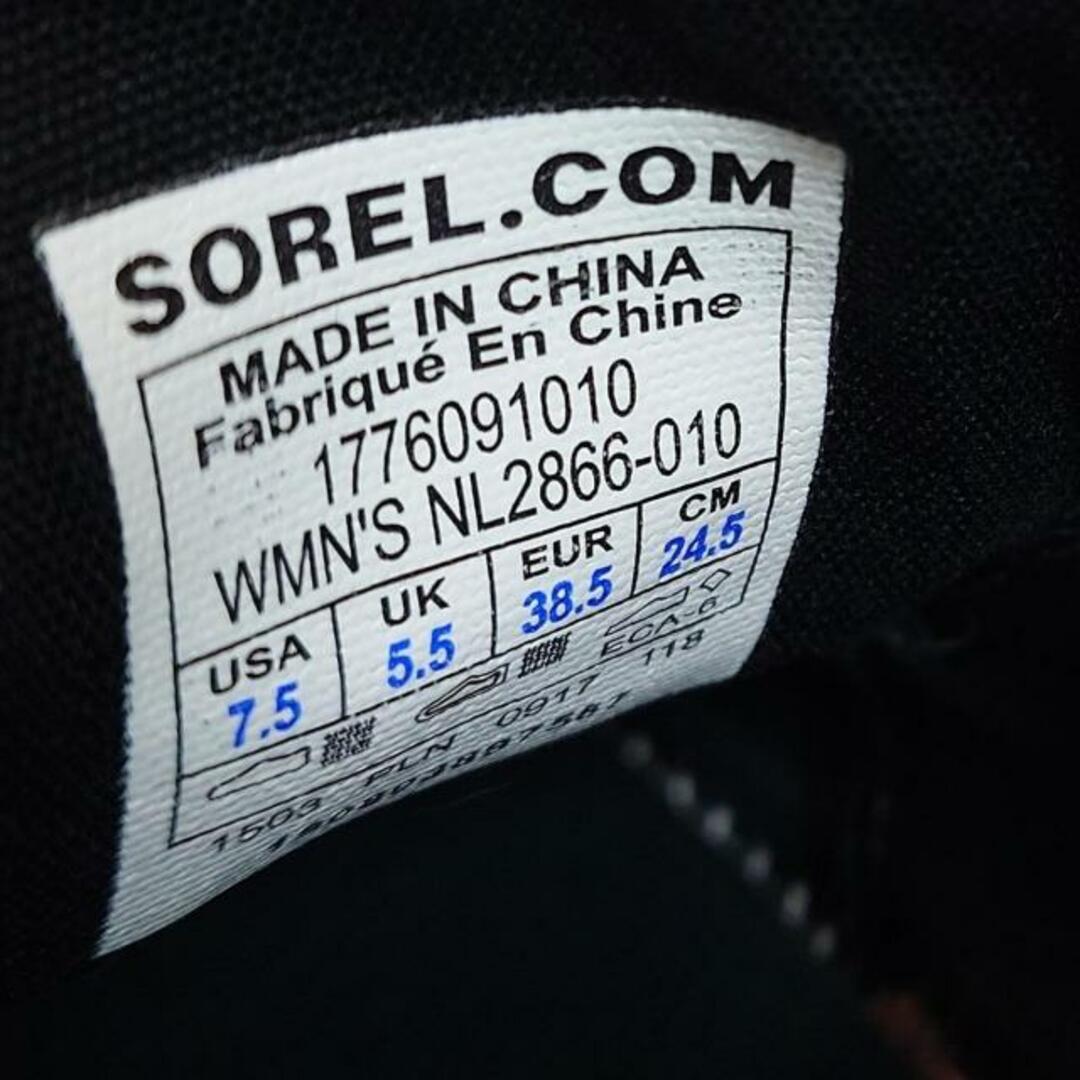 SOREL.COM
MADE IN CHINA
Fabriqué En Chine
1776091010
WMN'S NL2866-010
USA UK EUR CM
7.5 5.5 38.5 24.5
ECA-6
1503 PLN 0917 118